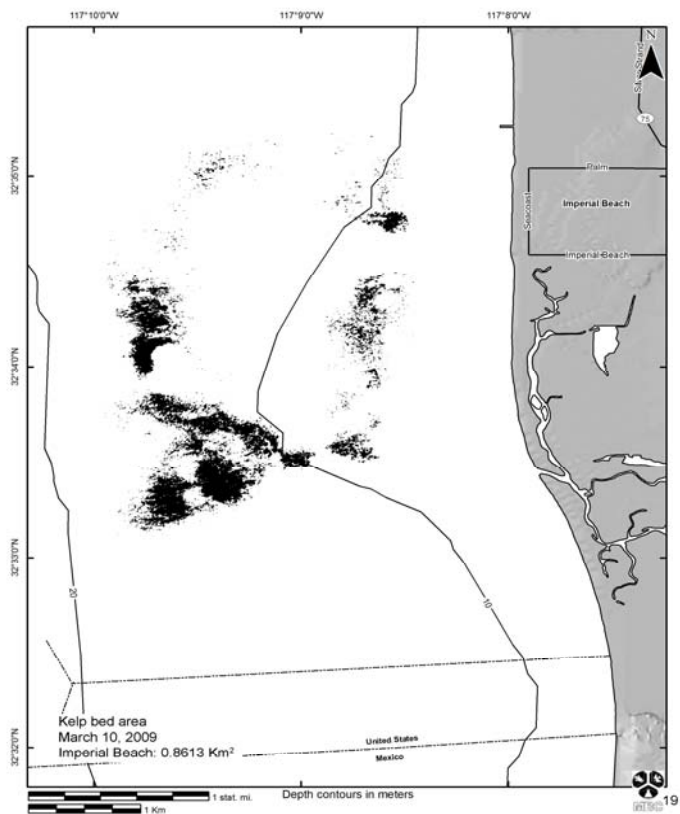 117°10'0"W 117°9'0"W 117°8'0"W
N
Silver Strand
75
32°35'0"N
Palm
Seacoast
Imperial Beach
Imperial Beach
32°34'0"N
32°33'0"N
20
10
Kelp bed area
March 10, 2009
Imperial Beach: 0.8613 Km²
32°32'0"N
United States
Mexico
1 stat. mi.
Depth contours in meters
1 Km
MBC
19